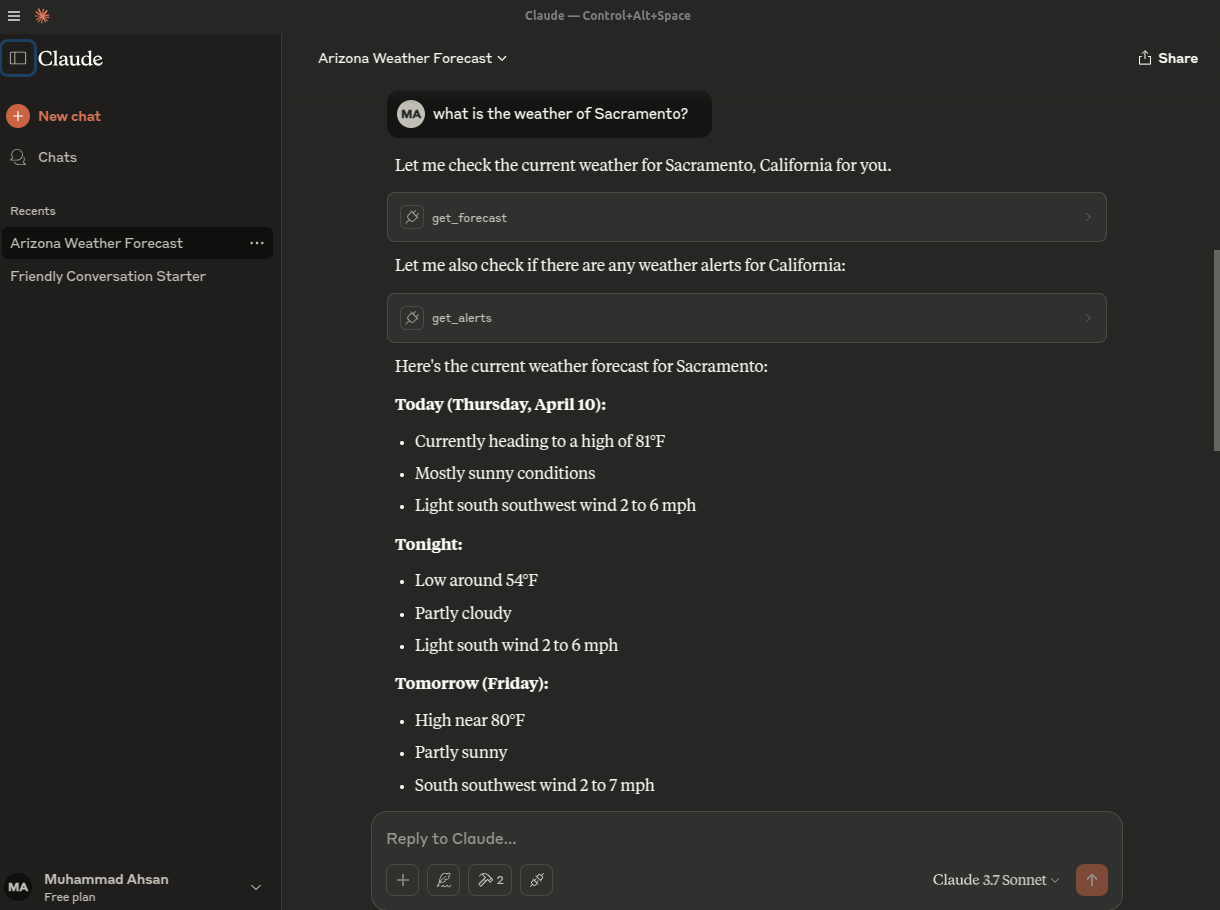 Claude — Control+Alt+Space
Claude
New chat
Chats
Recents
Arizona Weather Forecast
Friendly Conversation Starter
MA
Muhammad Ahsan
Free plan
Arizona Weather Forecast
Share
MA what is the weather of Sacramento?
Let me check the current weather for Sacramento, California for you.
get_forecast
Let me also check if there are any weather alerts for California:
get_alerts
Here's the current weather forecast for Sacramento:
Today (Thursday, April 10):
• Currently heading to a high of 81°F
• Mostly sunny conditions
• Light south southwest wind 2 to 6 mph
Tonight:
• Low around 54°F
• Partly cloudy
• Light south wind 2 to 6 mph
Tomorrow (Friday):
• High near 80°F
• Partly sunny
• South southwest wind 2 to 7 mph
Reply to Claude...
2
Claude 3.7 Sonnet